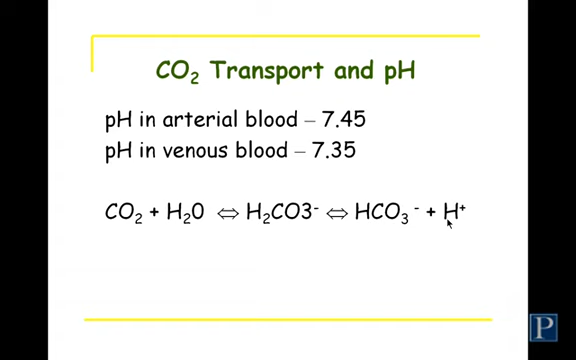 CO₂ Transport and pH
pH in arterial blood – 7.45
pH in venous blood – 7.35
CO₂ + H₂0 ⇔ H₂CO3⁻ ⇔ HCO₃⁻ + H⁺
P